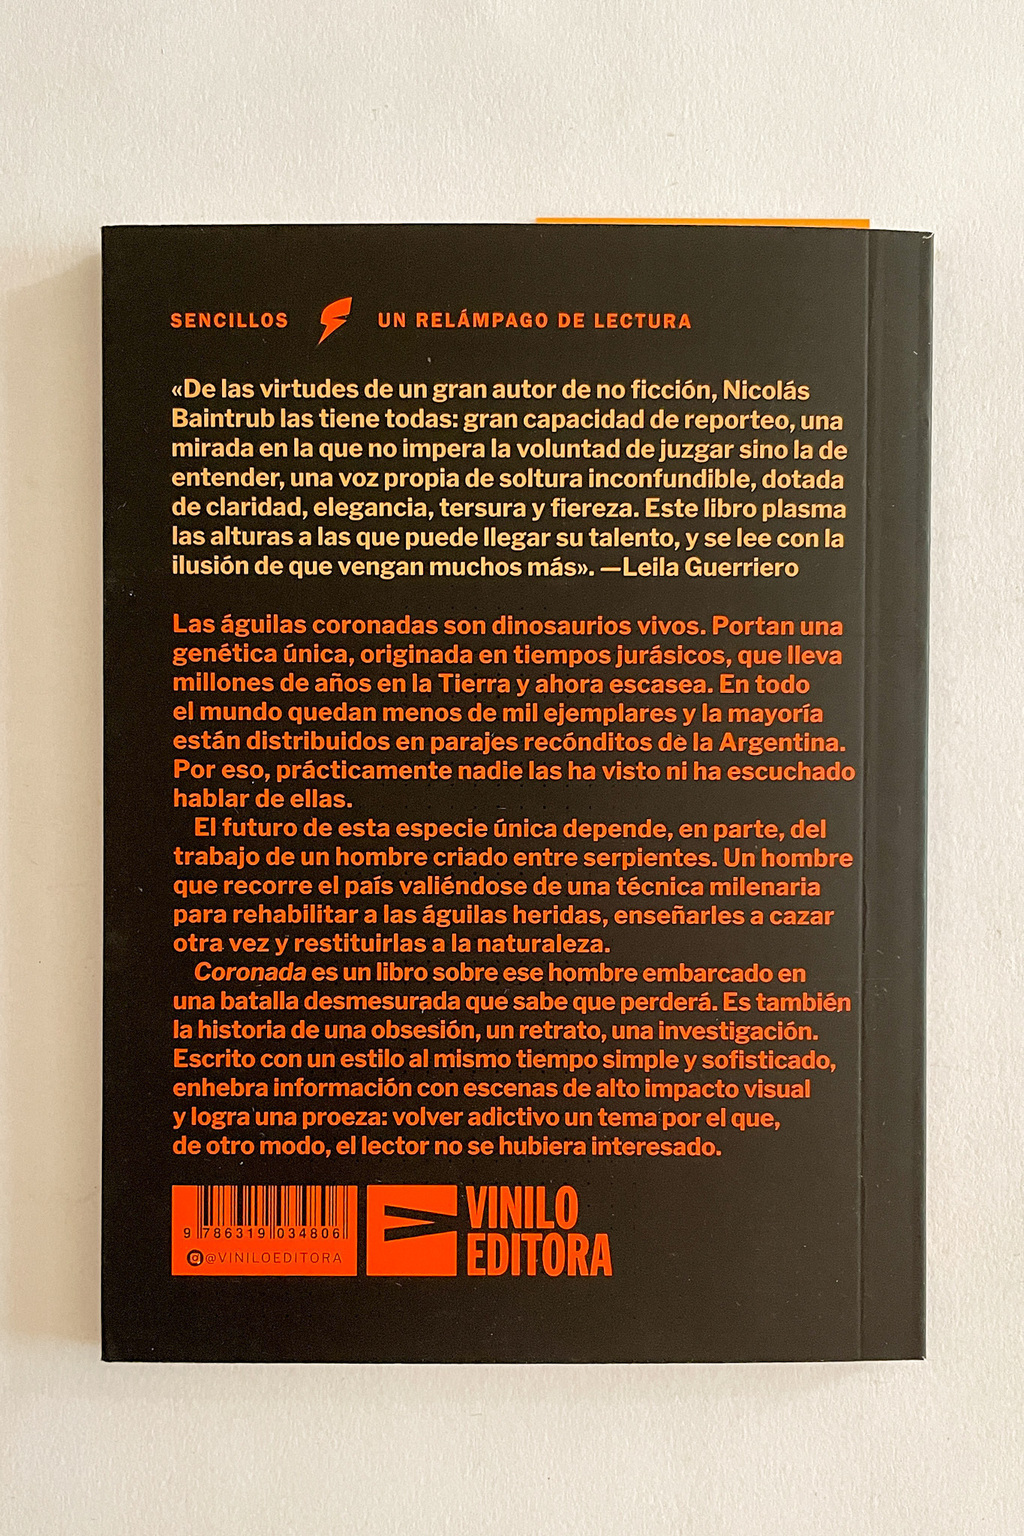 SENCILLOS UN RELÁMPAGO DE LECTURA
«De las virtudes de un gran autor de no ficción, Nicolás
Baintrub las tiene todas: gran capacidad de reporteo, una
mirada en la que no impera la voluntad de juzgar sino la de
entender, una voz propia de soltura inconfundible, dotada
de claridad, elegancia, tersura y fiereza. Este libro plasma
las alturas a las que puede llegar su talento, y se lee con la
ilusión de que vengan muchos más». —Leila Guerriero
Las águilas coronadas son dinosaurios vivos. Portan una
genética única, originada en tiempos jurásicos, que lleva
millones de años en la Tierra y ahora escasea. En todo
el mundo quedan menos de mil ejemplares y la mayoría
están distribuidos en parajes recónditos de la Argentina.
Por eso, prácticamente nadie las ha visto ni ha escuchado
hablar de ellas.
El futuro de esta especie única depende, en parte, del
trabajo de un hombre criado entre serpientes. Un hombre
que recorre el país valiéndose de una técnica milenaria
para rehabilitar a las águilas heridas, enseñarles a cazar
otra vez y restituirlas a la naturaleza.
Coronada es un libro sobre ese hombre embarcado en
una batalla desmesurada que sabe que perderá. Es también
la historia de una obsesión, un retrato, una investigación.
Escrito con un estilo al mismo tiempo simple y sofisticado,
enhebra información con escenas de alto impacto visual
y logra una proeza: volver adictivo un tema por el que,
de otro modo, el lector no se hubiera interesado.
9 786319 034806
@VINILOEDITORA
VINILO
EDITORA